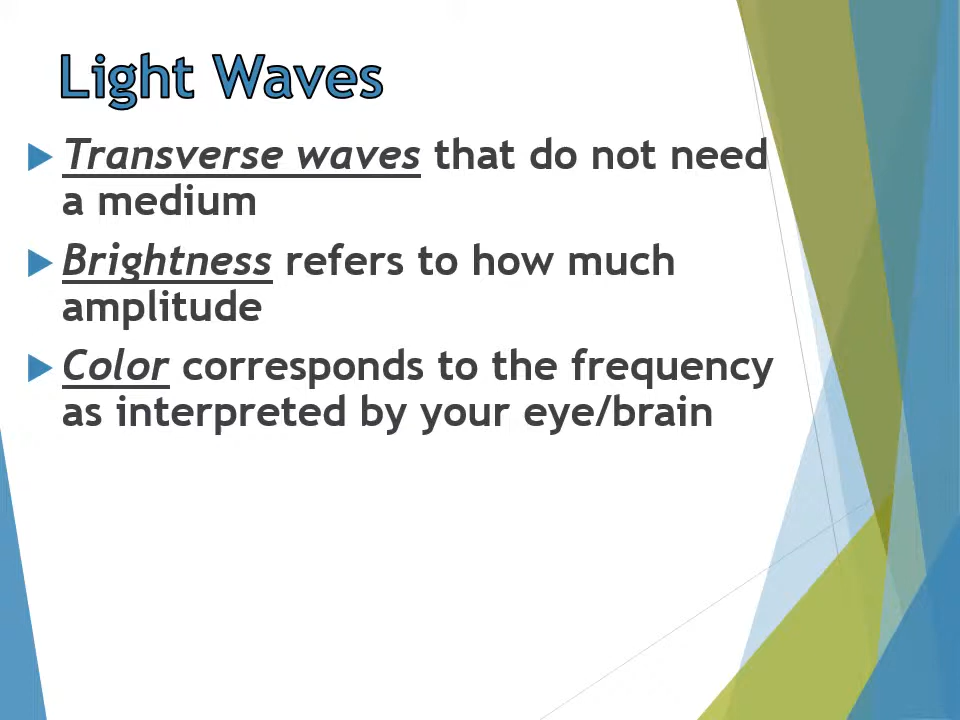 Light Waves
Transverse waves that do not need
a medium
Brightness refers to how much
amplitude
Color corresponds to the frequency
as interpreted by your eye/brain